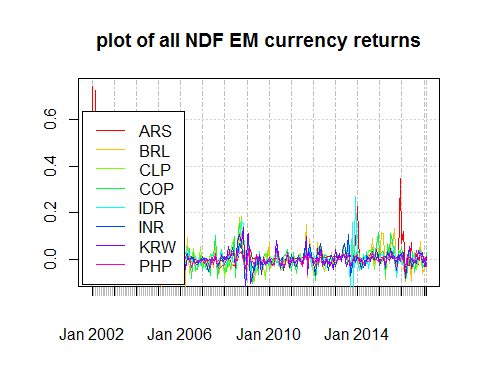 plot of all NDF EM currency returns
0.6
0.4
0.2
0.0
ARS
BRL
CLP
COP
IDR
INR
KRW
PHP
Jan 2002 Jan 2006 Jan 2010 Jan 2014